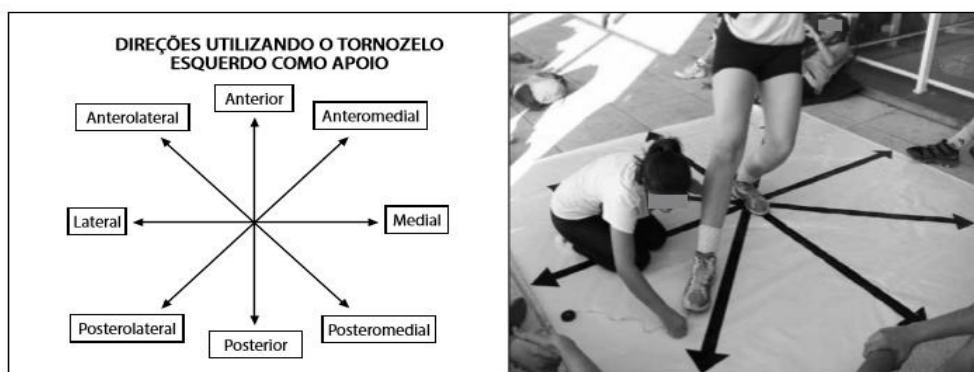 DIREÇÕES UTILIZANDO O TORNOZELO
ESQUERDO COMO APOIO
Anterior
Anterolateral
Anteromedial
Lateral
Medial
Posterolateral
Posteromedial
Posterior